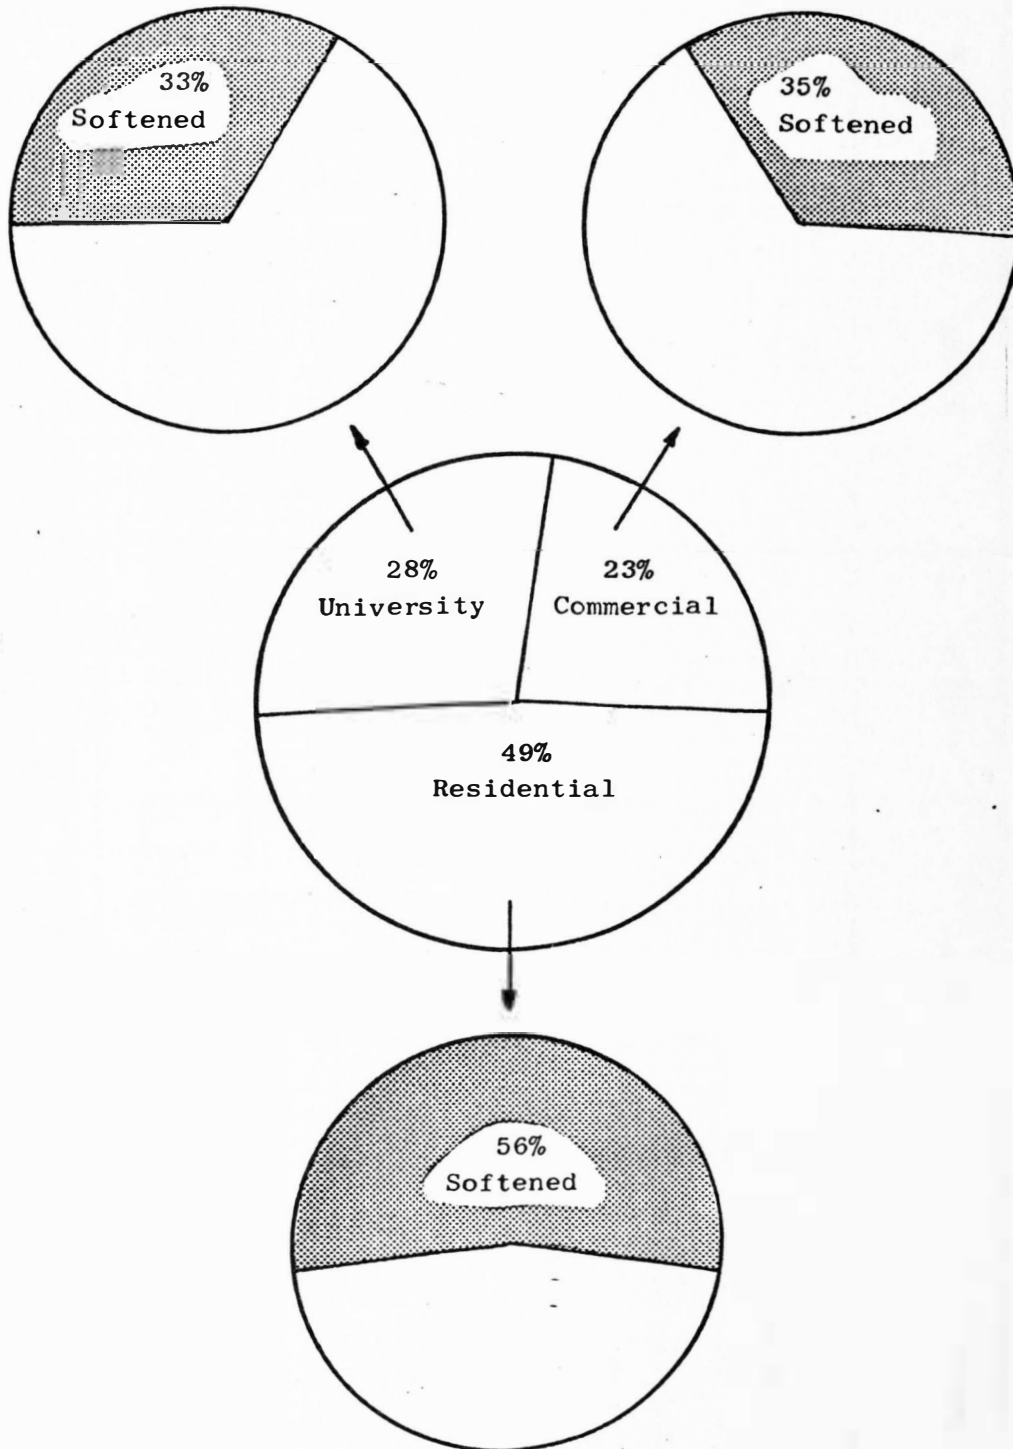 33%
Softened
35%
Softened
28%
University
23%
Commercial
49%
Residential
56%
Softened